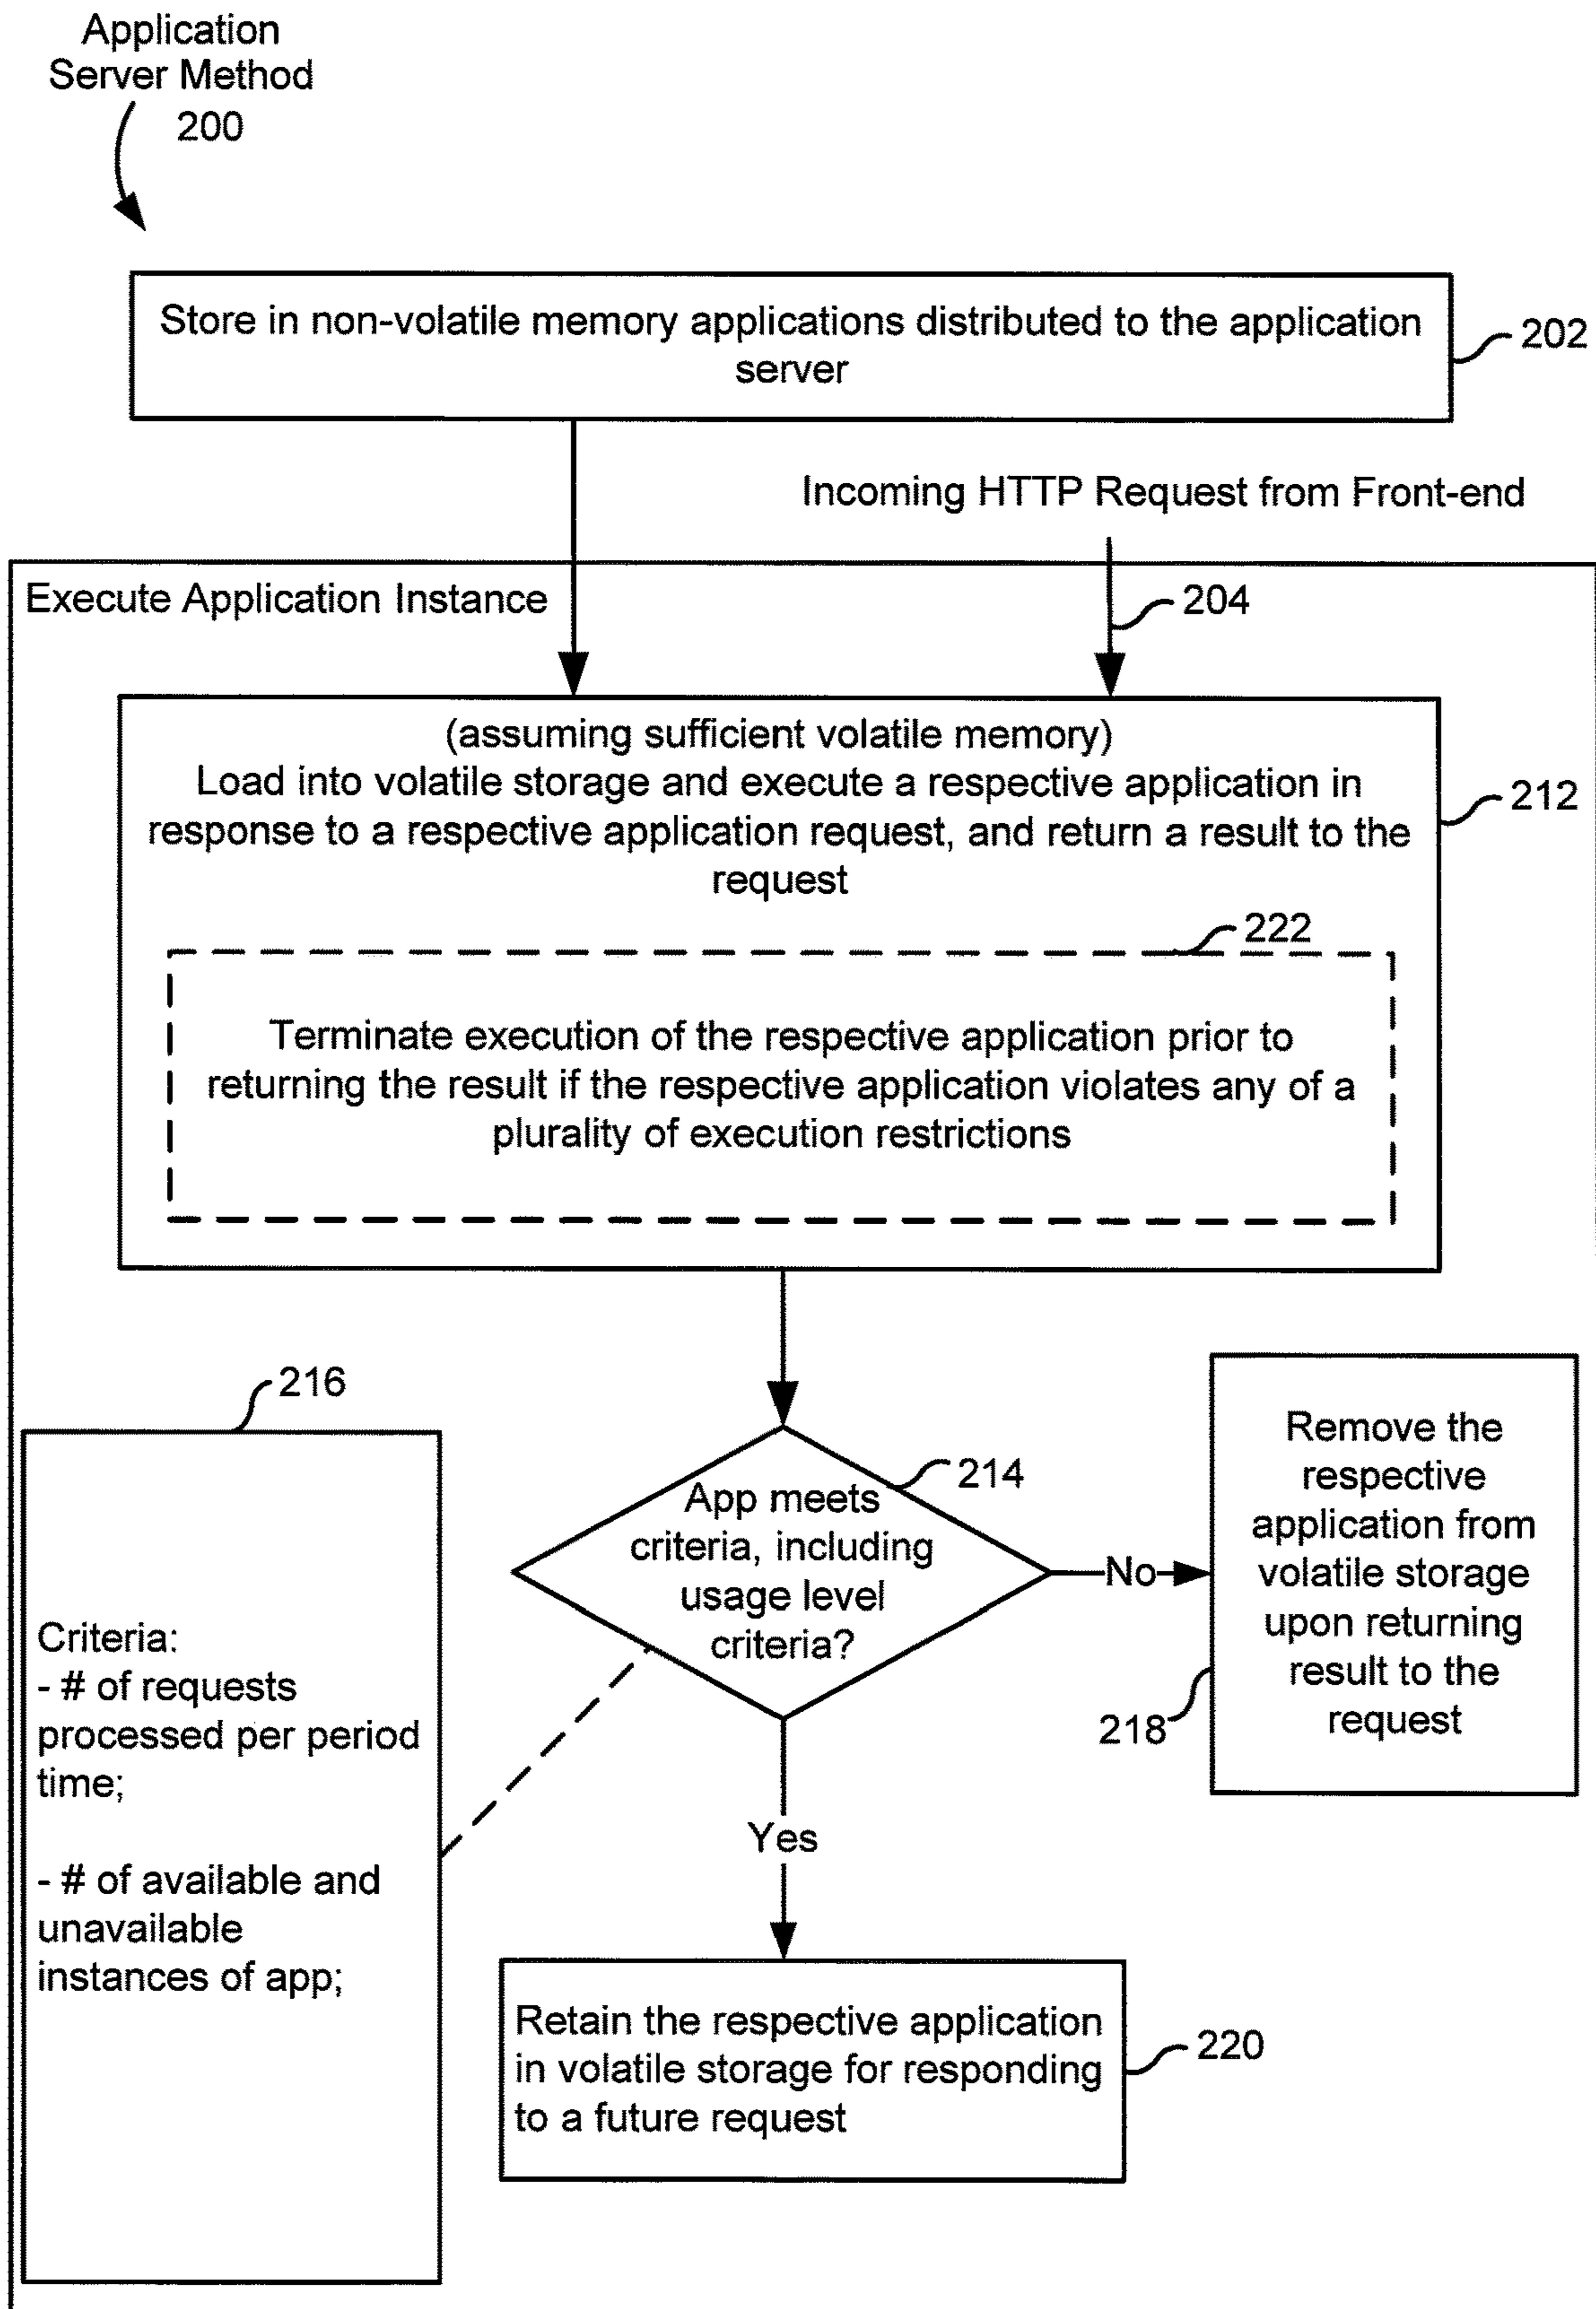 Application
Server Method
200
Store in non-volatile memory applications distributed to the application
server
202
Incoming HTTP Request from Front-end
Execute Application Instance
204
(assuming sufficient volatile memory)
Load into volatile storage and execute a respective application in
response to a respective application request, and return a result to the
request
212
222
Terminate execution of the respective application prior to
returning the result if the respective application violates any of a
plurality of execution restrictions
216
Criteria:
- # of requests
processed per period
time;
- # of available and
unavailable
instances of app;
214
App meets
criteria, including
usage level
criteria?
No
Remove the
respective
application from
volatile storage
upon returning
result to the
request
218
Yes
Retain the respective application
in volatile storage for responding
to a future request
220